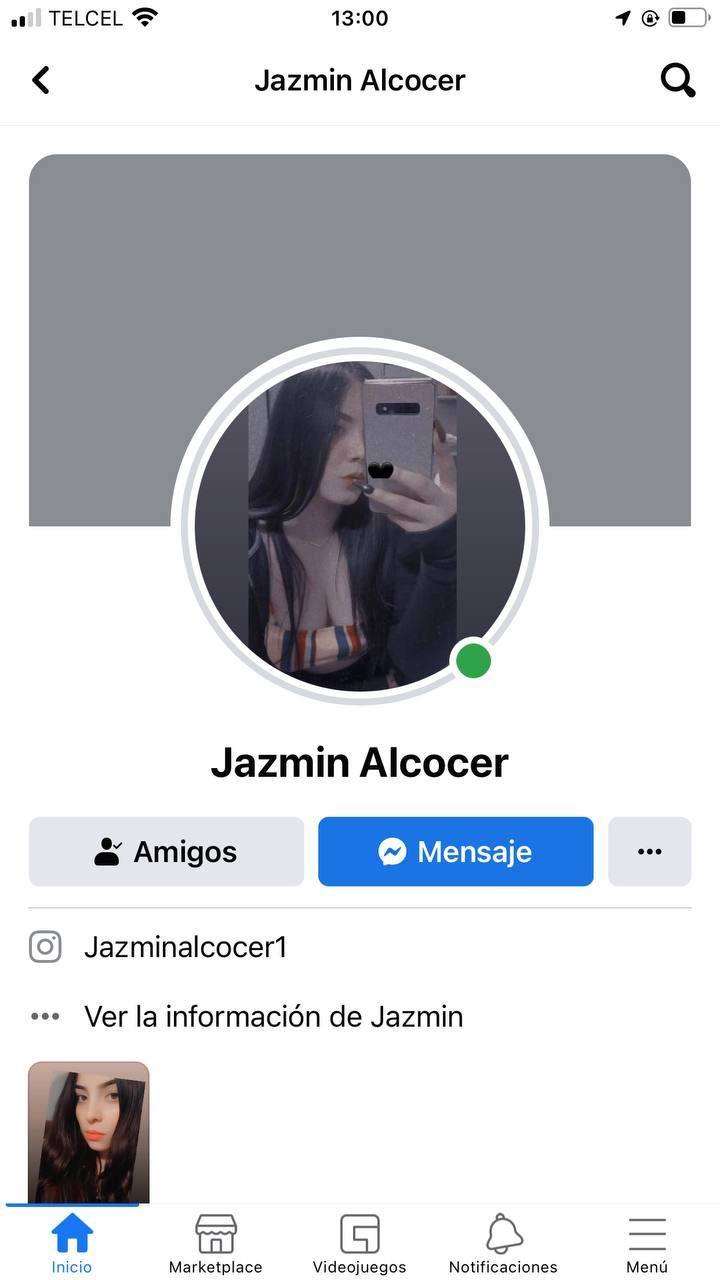 TELCEL 13:00
Jazmin Alcocer
Jazmin Alcocer
Amigos Mensaje
Jazminalcocer1
Ver la información de Jazmin
Inicio Marketplace Videojuegos Notificaciones Menú